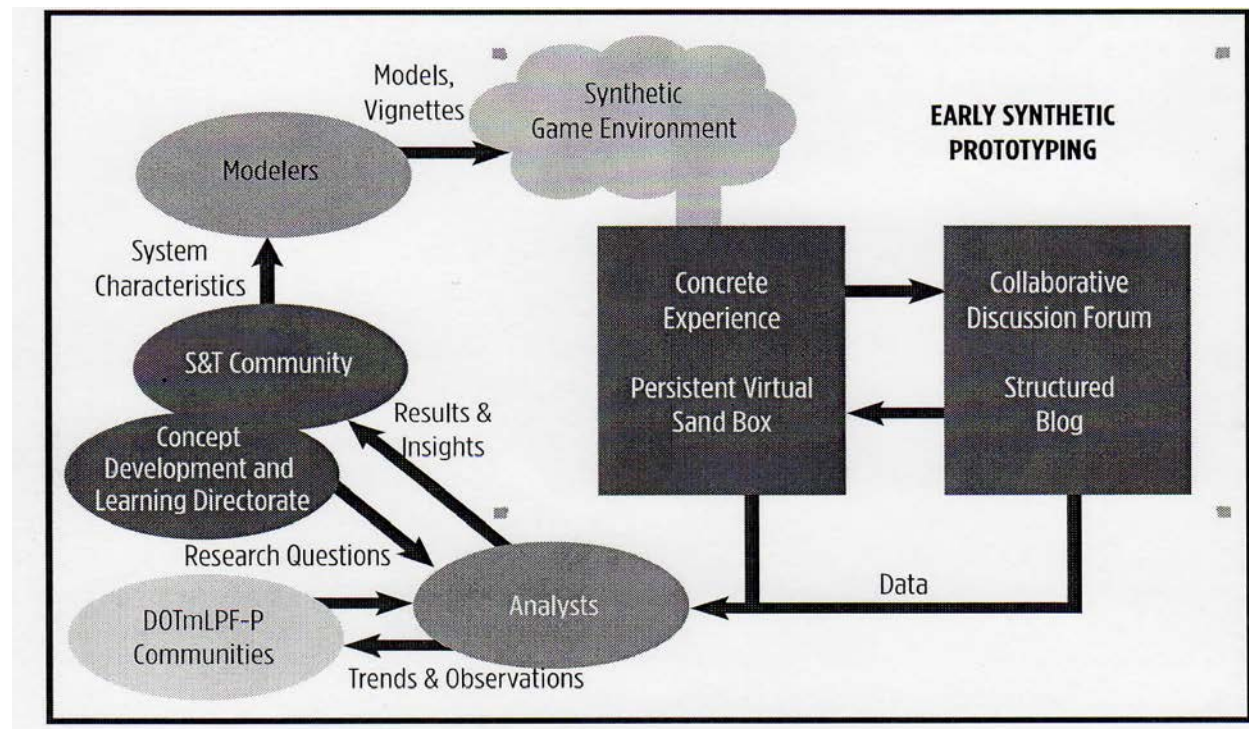 Models,
Vignettes
Synthetic
Game Environment
EARLY SYNTHETIC
PROTOTYPING
Modelers
System
Characteristics
Concrete
Experience
Persistent Virtual
Sand Box
Collaborative
Discussion Forum
Structured
Blog
S&T Community
Results &
Insights
Concept
Development and
Learning Directorate
Research Questions
Analysts
Data
DOTmLPF-P
Communities
Trends & Observations